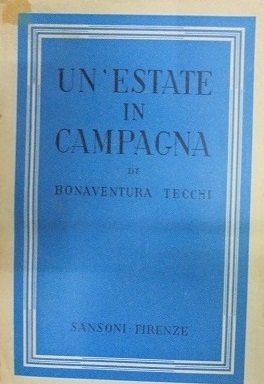 UN'ESTATE
IN
CAMPAGNA
DI
BONAVENTURA TECCHI
SANSONI-FIRENZE